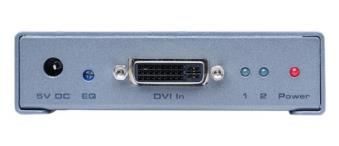 5V DC EQ DVI In 1 2 Power